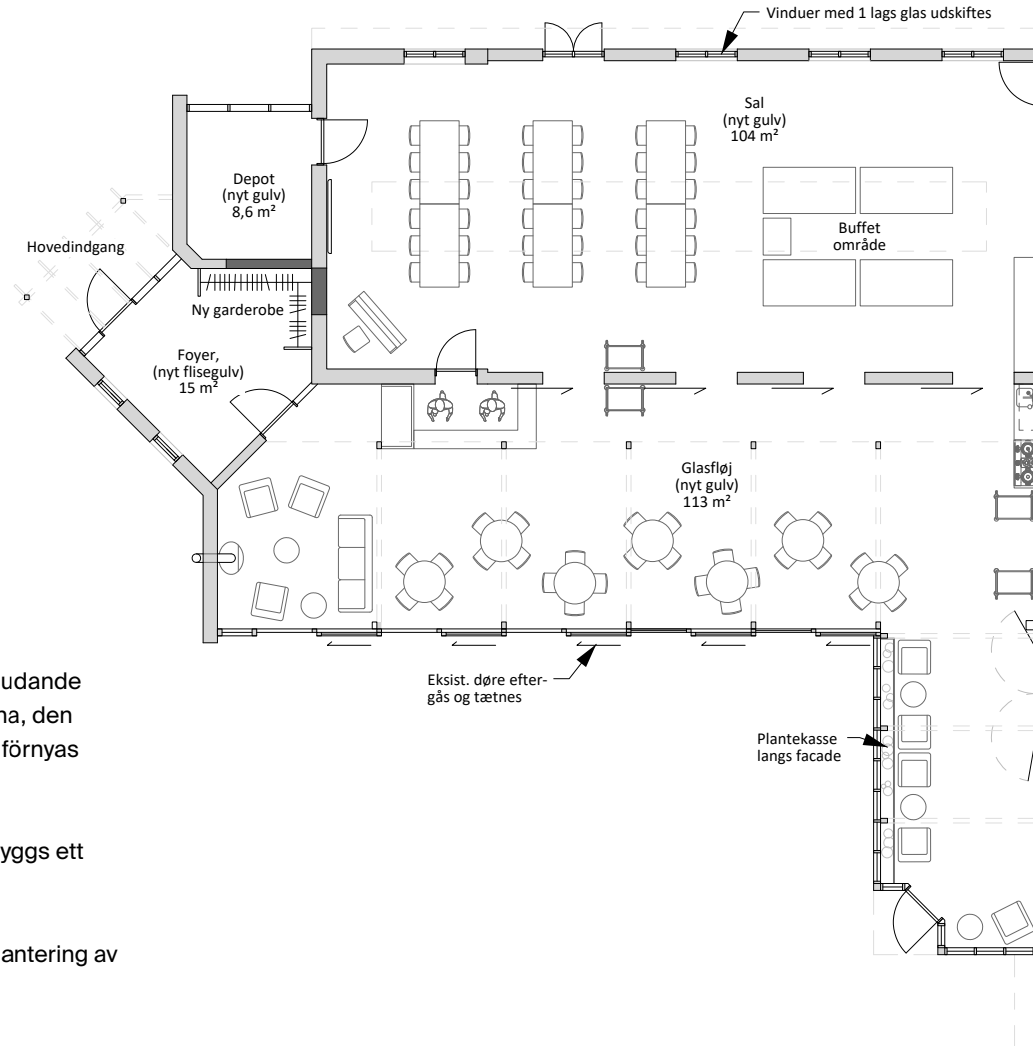 Vinduer med 1 lags glas udskiftes
Sal
(nyt gulv)
104 m²
Depot
(nyt gulv)
8,6 m²
Buffet
område
Hovedindgang
Ny garderobe
Foyer,
(nyt flisegulv)
15 m²
Glasfløj
(nyt gulv)
113 m²
Eksist. døre efter-
gås og tætnes
Plantekasse
langs facade
udande
na, den
förnyas
yggs ett
antering av